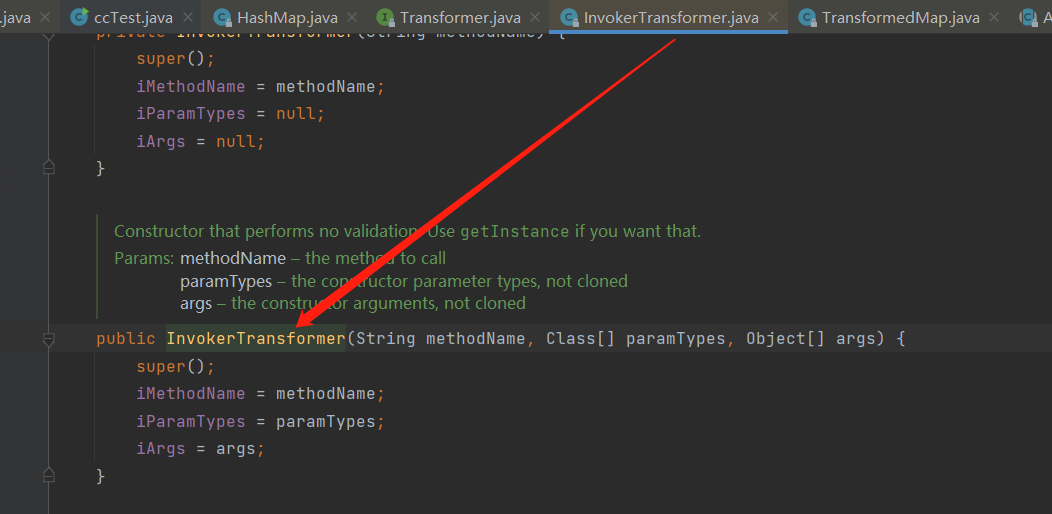 .java ccTest.java HashMap.java Transformer.java InvokerTransformer.java TransformedMap.java A
private InvokerTransformer(String methodName) {
super();
iMethodName = methodName;
iParamTypes = null;
iArgs = null;
}
Constructor that performs no validation. Use getInstance if you want that.
Params: methodName – the method to call
paramTypes – the constructor parameter types, not cloned
args – the constructor arguments, not cloned
public InvokerTransformer(String methodName, Class[] paramTypes, Object[] args) {
super();
iMethodName = methodName;
iParamTypes = paramTypes;
iArgs = args;
}